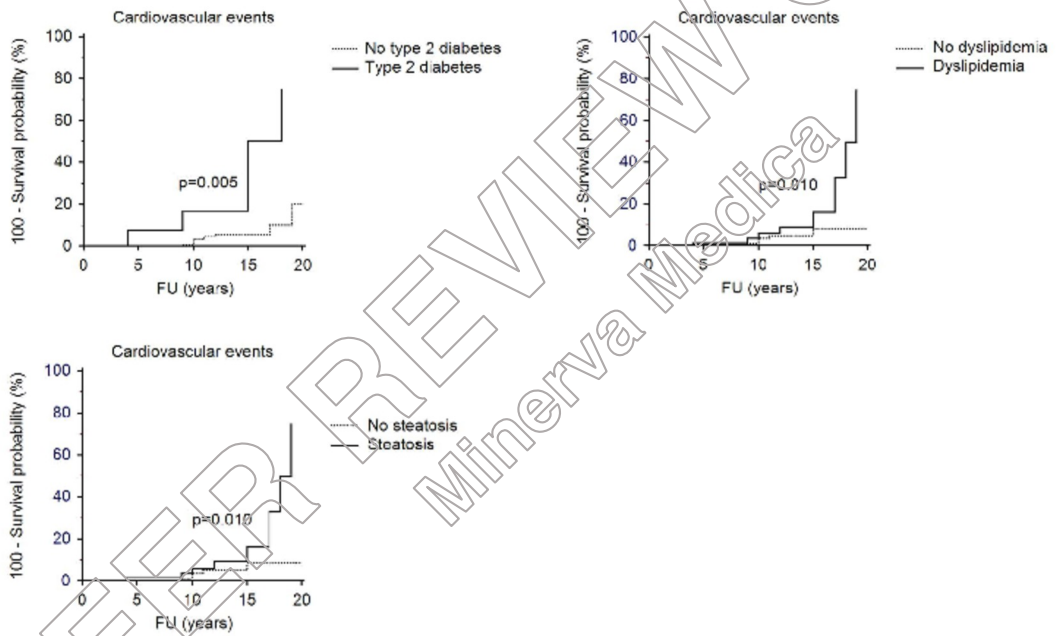 Cardiovascular events
100 - Survival probability (%)
100
80
60
40
20
0
0 5 10 15 20
FU (years)
p=0.005
No type 2 diabetes
Type 2 diabetes
Cardiovascular events
100 - Survival probability (%)
100
80
60
40
20
0
0 5 10 15 20
FU (years)
p=0.010
No dyslipidemia
Dyslipidemia
Cardiovascular events
100 - Survival probability (%)
100
80
60
40
20
0
0 5 10 15 20
FU (years)
p=0.010
No steatosis
Steatosis
ER REVIEW
Minerva Medica